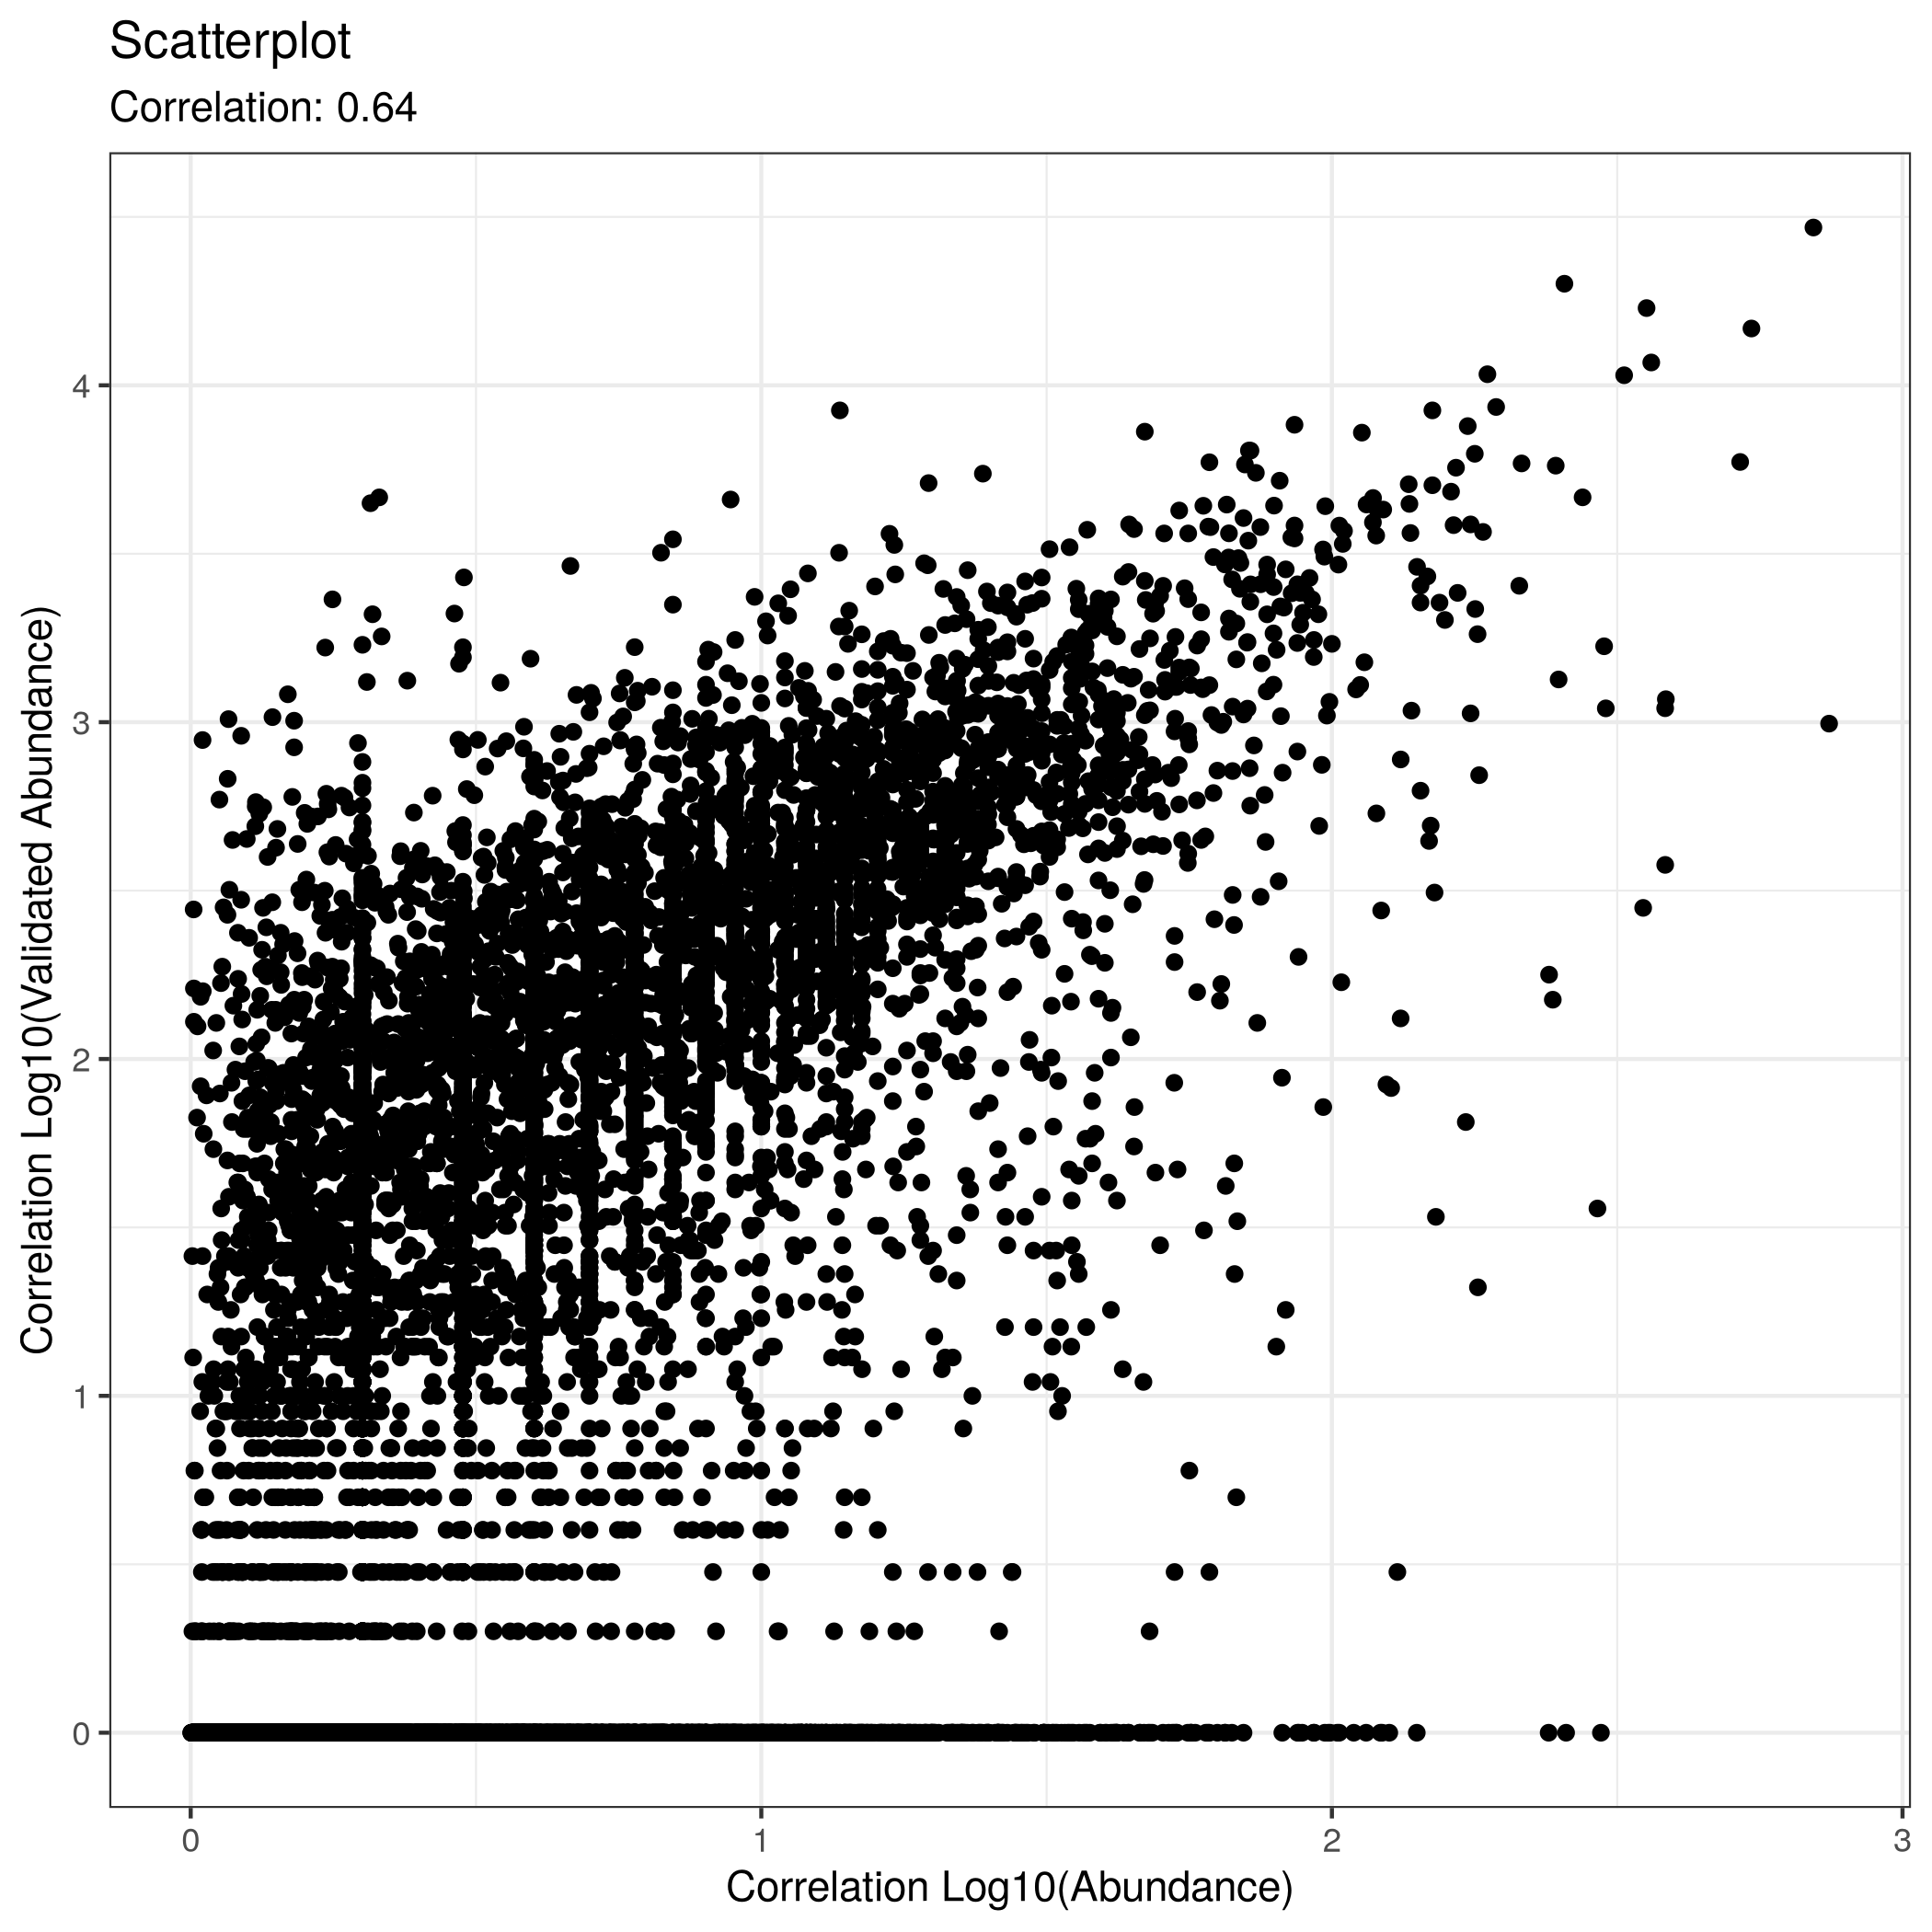 Scatterplot
Correlation: 0.64
Correlation Log10(Validated Abundance)
4
3
2
1
0
0
1
2
3
Correlation Log10(Abundance)